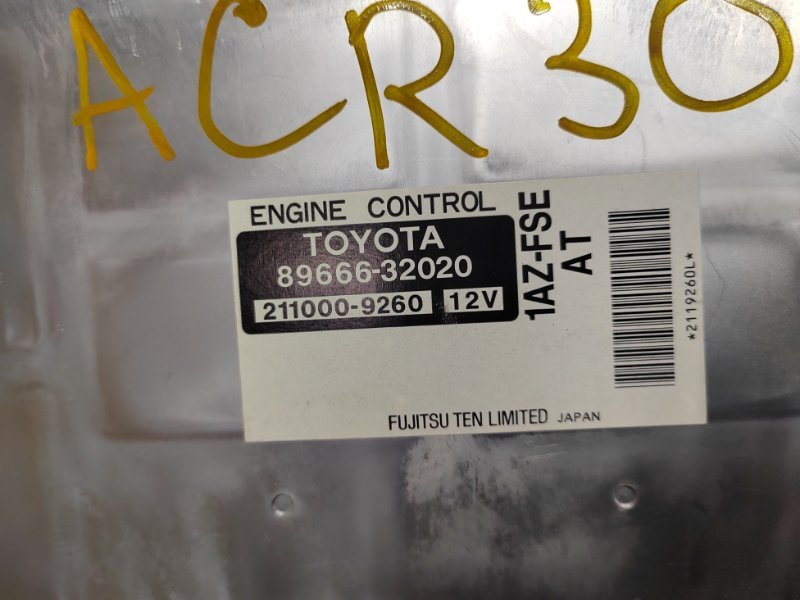 ACR30
ENGINE CONTROL
TOYOTA
89666-32020
211000-9260 12V
1AZ-FSE
AT
*2119260L*
FUJITSU TEN LIMITED JAPAN